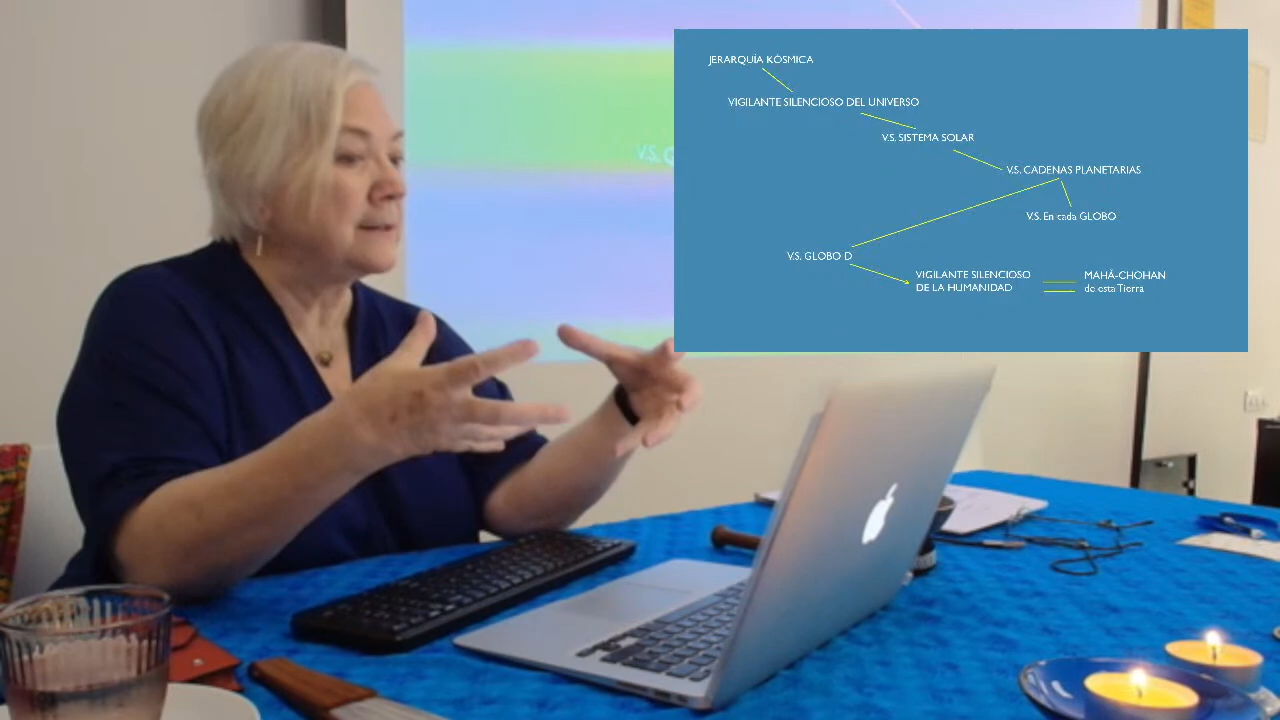 JERARQUÍA KÓSMICA
VIGILANTE SILENCIOSO DEL UNIVERSO
V.S. SISTEMA SOLAR
V.S. CADENAS PLANETARIAS
V.S. En cada GLOBO
V.S. GLOBO D
VIGILANTE SILENCIOSO
DE LA HUMANIDAD
MAHÂ-CHOHAN
de esta Tierra
V.S.